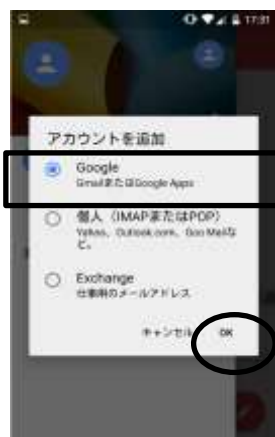 17:31
アカウントを追加
Google
GmailまたはGoogle Apps
個人（IMAPまたはPOP）
Yahoo、Outlook.com、Goo Mailな
ど。
Exchange
仕事用のメールアドレス
キャンセル OK